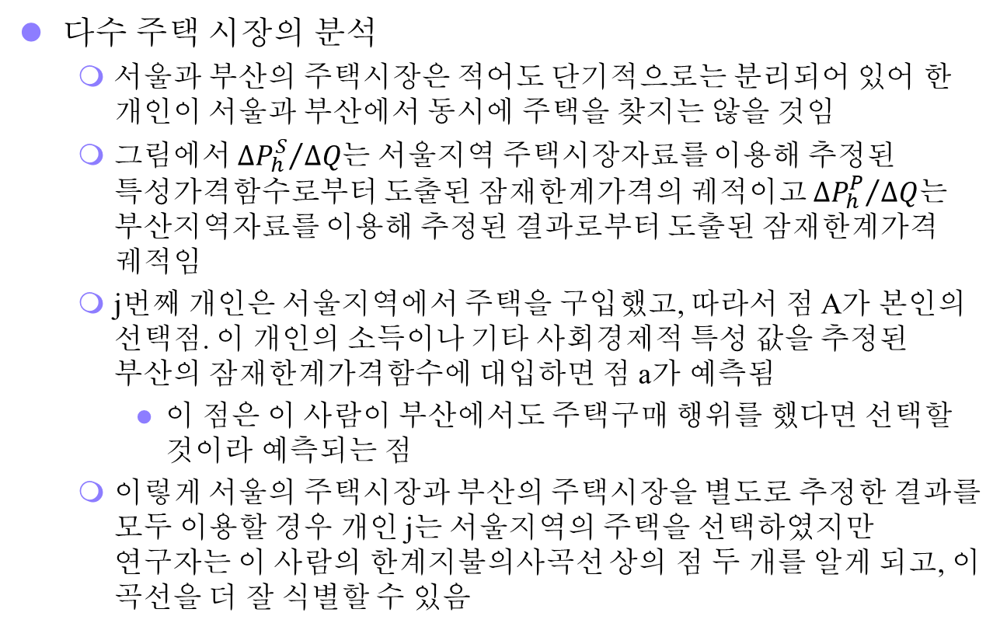 다수 주택 시장의 분석
서울과 부산의 주택시장은 적어도 단기적으로는 분리되어 있어 한
개인이 서울과 부산에서 동시에 주택을 찾지는 않을 것임
그림에서 ΔP_h^S/ΔQ는 서울지역 주택시장자료를 이용해 추정된
특성가격함수로부터 도출된 잠재한계가격의 궤적이고 ΔP_h^P/ΔQ는
부산지역자료를 이용해 추정된 결과로부터 도출된 잠재한계가격
궤적임
j번째 개인은 서울지역에서 주택을 구입했고, 따라서 점 A가 본인의
선택점. 이 개인의 소득이나 기타 사회경제적 특성 값을 추정된
부산의 잠재한계가격함수에 대입하면 점 a가 예측됨
이 점은 이 사람이 부산에서도 주택구매 행위를 했다면 선택할
것이라 예측되는 점
이렇게 서울의 주택시장과 부산의 주택시장을 별도로 추정한 결과를
모두 이용할 경우 개인 j는 서울지역의 주택을 선택하였지만
연구자는 이 사람의 한계지불의사곡선 상의 점 두 개를 알게 되고, 이
곡선을 더 잘 식별할 수 있음